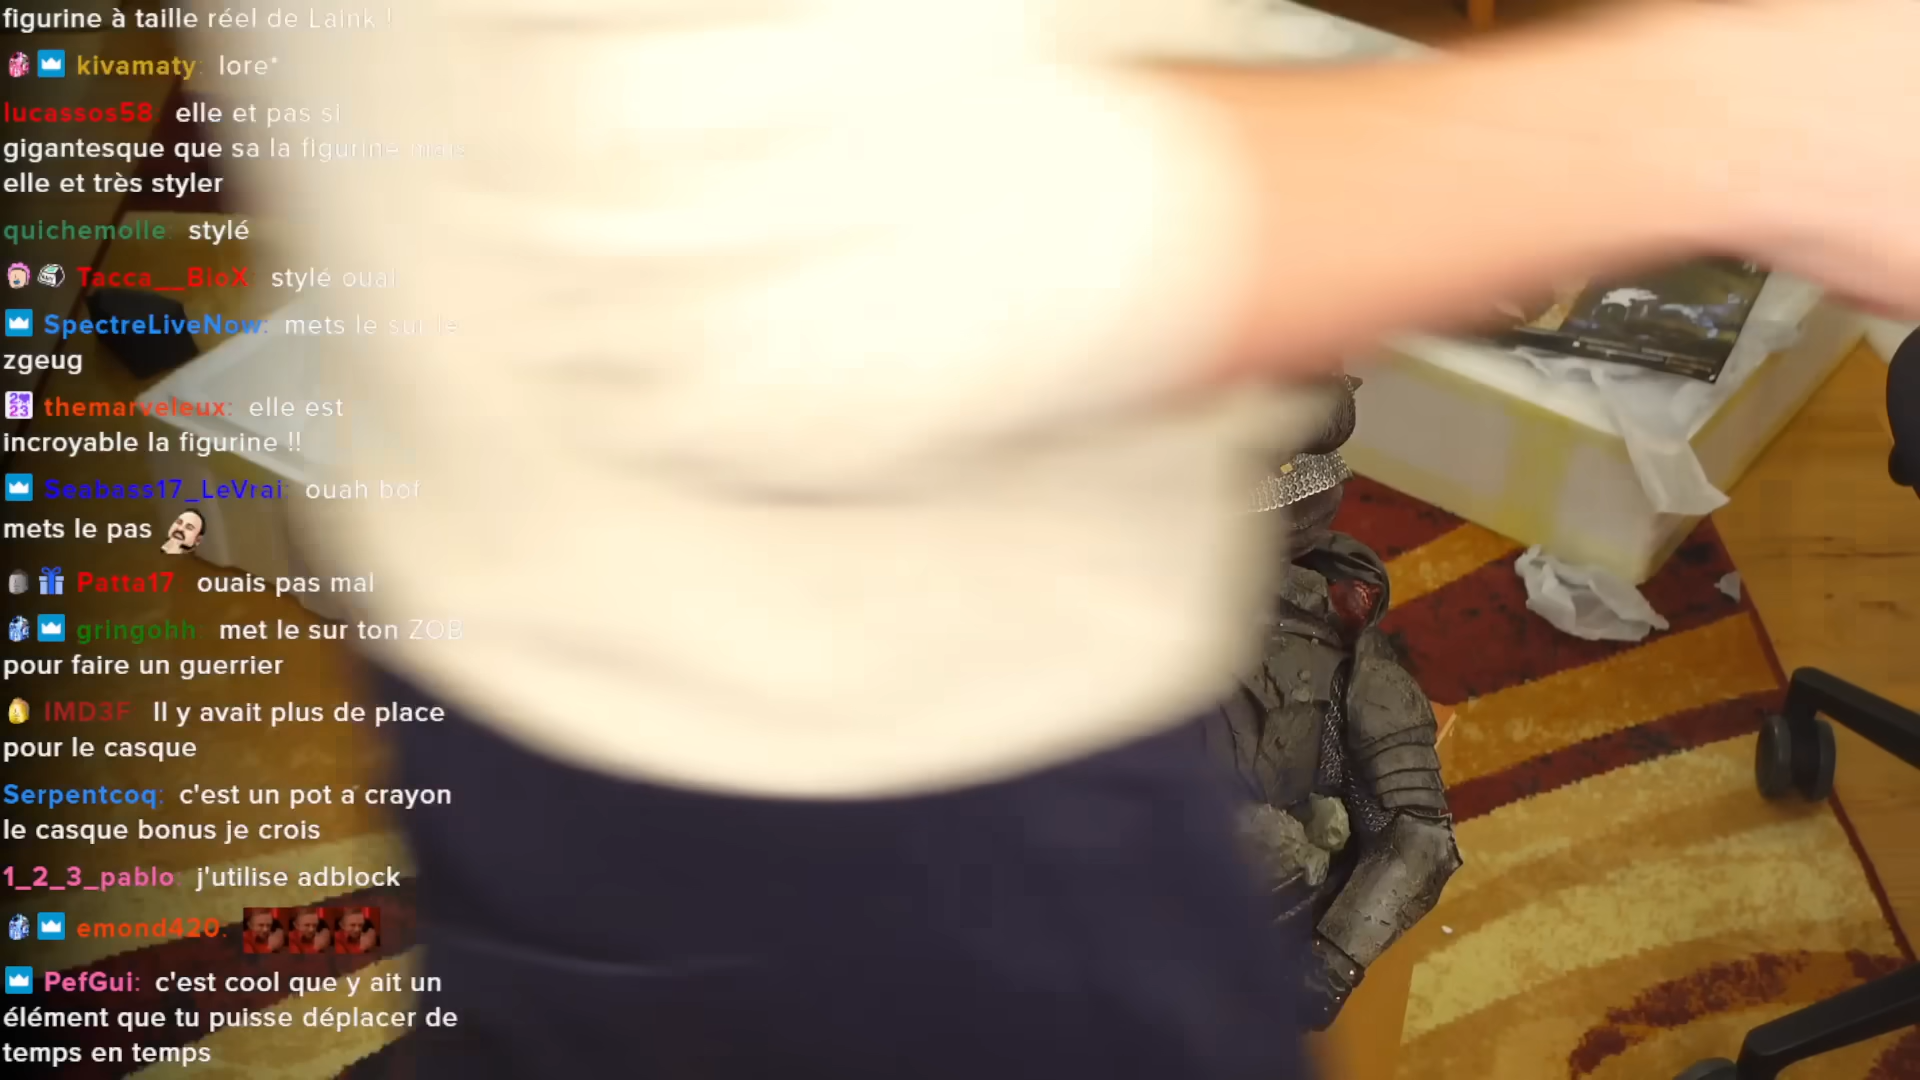 figurine à taille réel de Laink !
kivamaty: lore*
lucassos58: elle et pas si
gigantesque que sa la figurine mais
elle et très styler
quichemolle: stylé
Tacca__BioX: stylé ouai
SpectreLiveNow: mets le sur le
zgeug
themarveleux: elle est
incroyable la figurine !!
Seabass17_LeVrai: ouah bof
mets le pas
Patta17: ouais pas mal
gringohh: met le sur ton ZOB
pour faire un guerrier
IMD3F: Il y avait plus de place
pour le casque
Serpentcoq: c'est un pot a crayon
le casque bonus je crois
1_2_3_pablo: j'utilise adblock
emond420:
PefGui: c'est cool que y ait un
élément que tu puisse déplacer de
temps en temps